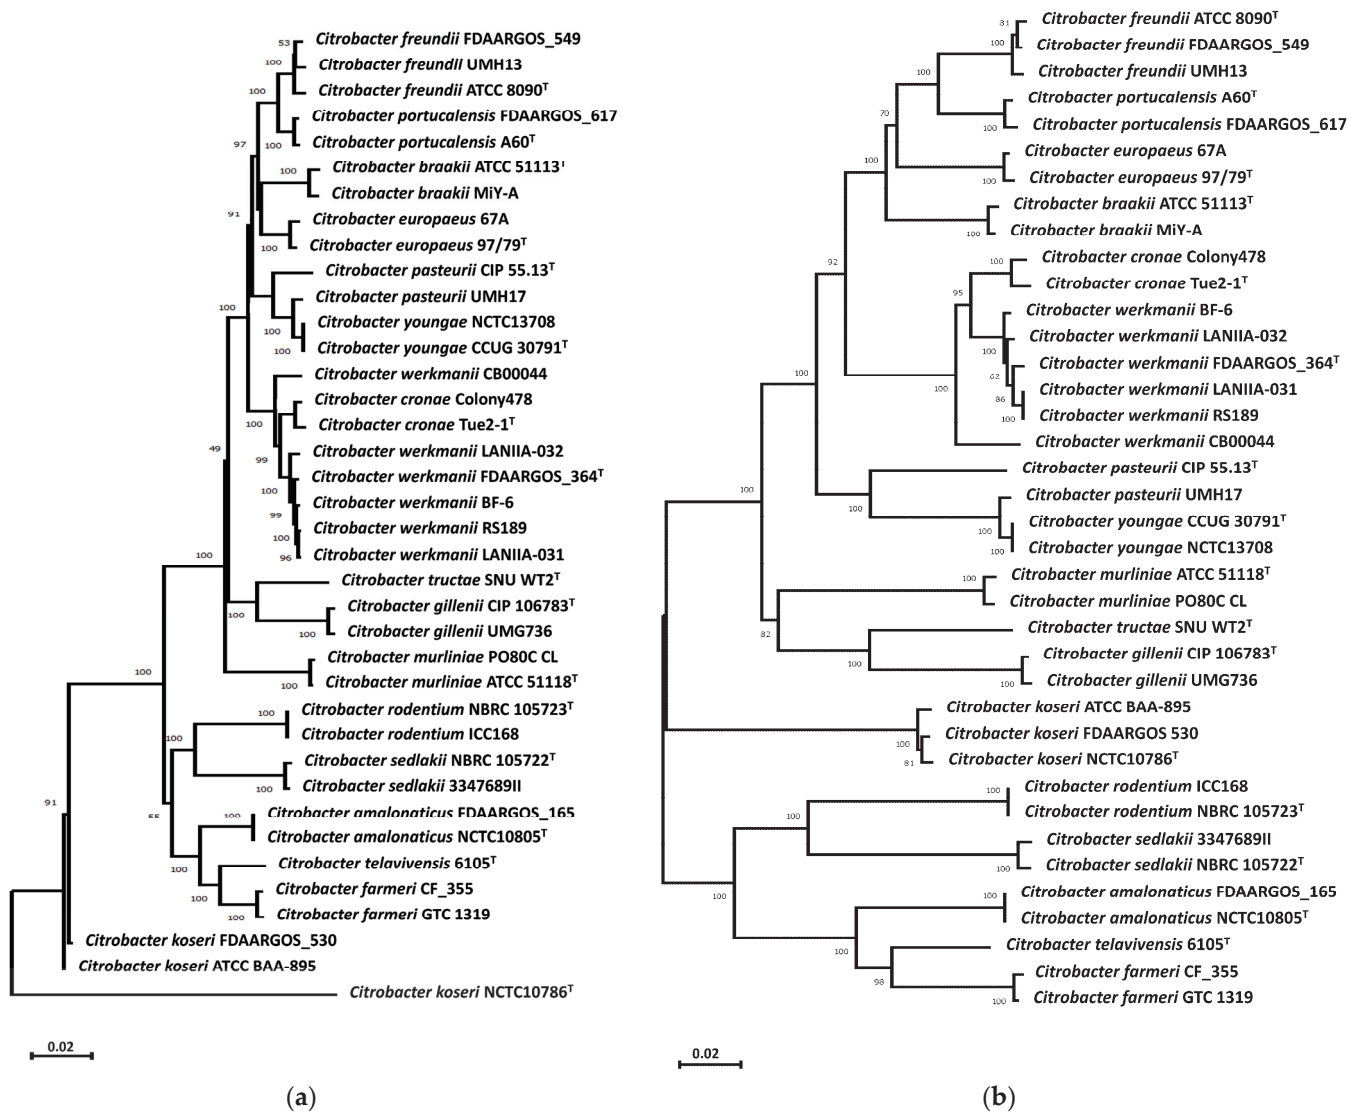 53
Citrobacter freundii FDAARGOS_549
100
Citrobacter freundii UMH13
Citrobacter freundii ATCC 8090T
100
Citrobacter portucalensis FDAARGOS_617
97
100
Citrobacter portucalensis A60T
100
Citrobacter braakii ATCC 51113T
Citrobacter braakii MiY-A
91
Citrobacter europaeus 67A
100
Citrobacter europaeus 97/79T
Citrobacter pasteurii CIP 55.13T
100
Citrobacter pasteurii UMH17
100
Citrobacter youngae NCTC13708
100
Citrobacter youngae CCUG 30791T
Citrobacter werkmanii CB00044
Citrobacter cronae Colony478
100
Citrobacter cronae Tue2-1T
49
Citrobacter werkmanii LANIIA-032
99
Citrobacter werkmanii FDAARGOS_364T
100
Citrobacter werkmanii BF-6
99
Citrobacter werkmanii RS189
100
100
Citrobacter werkmanii LANIIA-031
96
Citrobacter tructae SNU WT2T
100
Citrobacter gillenii CIP 106783T
100
Citrobacter gillenii UMG736
Citrobacter murliniae PO80C CL
100
100
Citrobacter murliniae ATCC 51118T
100
Citrobacter rodentium NBRC 105723T
100
Citrobacter rodentium ICC168
Citrobacter sedlakii NBRC 105722T
100
Citrobacter sedlakii 3347689II
91
55
100
Citrobacter amalonaticus FDAARGOS_165
Citrobacter amalonaticus NCTC10805T
100
Citrobacter telavivensis 6105T
100
Citrobacter farmeri CF_355
100
Citrobacter farmeri GTC 1319
Citrobacter koseri FDAARGOS_530
Citrobacter koseri ATCC BAA-895
Citrobacter koseri NCTC10786T
0.02
(a)
31
Citrobacter freundii ATCC 8090T
100
Citrobacter freundii FDAARGOS_549
100
Citrobacter freundii UMH13
Citrobacter portucalensis A60T
70
100
Citrobacter portucalensis FDAARGOS_617
Citrobacter europaeus 67A
100
100
Citrobacter europaeus 97/79T
Citrobacter braakii ATCC 51113T
100
Citrobacter braakii MiY-A
92
100
Citrobacter cronae Colony478
Citrobacter cronae Tue2-1T
95
Citrobacter werkmanii BF-6
Citrobacter werkmanii LANIIA-032
100
Citrobacter werkmanii FDAARGOS_364T
100
62
100
Citrobacter werkmanii LANIIA-031
86
100
Citrobacter werkmanii RS189
Citrobacter werkmanii CB00044
Citrobacter pasteurii CIP 55.13T
100
Citrobacter pasteurii UMH17
100
Citrobacter youngae CCUG 30791T
100
Citrobacter youngae NCTC13708
100
100
Citrobacter murliniae ATCC 51118T
Citrobacter murliniae PO80C CL
82
Citrobacter tructae SNU WT2T
Citrobacter gillenii CIP 106783T
100
100
Citrobacter gillenii UMG736
Citrobacter koseri ATCC BAA-895
Citrobacter koseri FDAARGOS 530
100
Citrobacter koseri NCTC10786T
81
Citrobacter rodentium ICC168
100
Citrobacter rodentium NBRC 105723T
Citrobacter sedlakii 3347689II
100
Citrobacter sedlakii NBRC 105722T
100
100
Citrobacter amalonaticus FDAARGOS_165
Citrobacter amalonaticus NCTC10805T
100
Citrobacter telavivensis 6105T
Citrobacter farmeri CF_355
98
100
Citrobacter farmeri GTC 1319
0.02
(b)